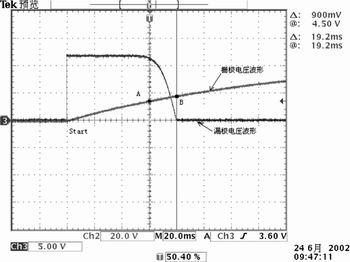 Tek 预览
Δ: 900mV
@: 4.50 V
Δ: 19.2ms
@: 19.2ms
栅极电压波形
A
B
3
Start
漏极电压波形
Ch2 20.0 V M 20.0ms A Ch3 ʃ 3.60 V
Ch3 5.00 V
T 50.40 %
24 6月 2002
09:47:11